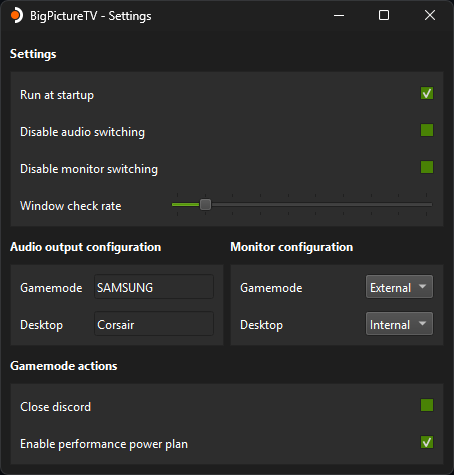 BigPictureTV - Settings
Settings
Run at startup
Disable audio switching
Disable monitor switching
Window check rate
Audio output configuration
Gamemode SAMSUNG
Desktop Corsair
Monitor configuration
Gamemode External
Desktop Internal
Gamemode actions
Close discord
Enable performance power plan